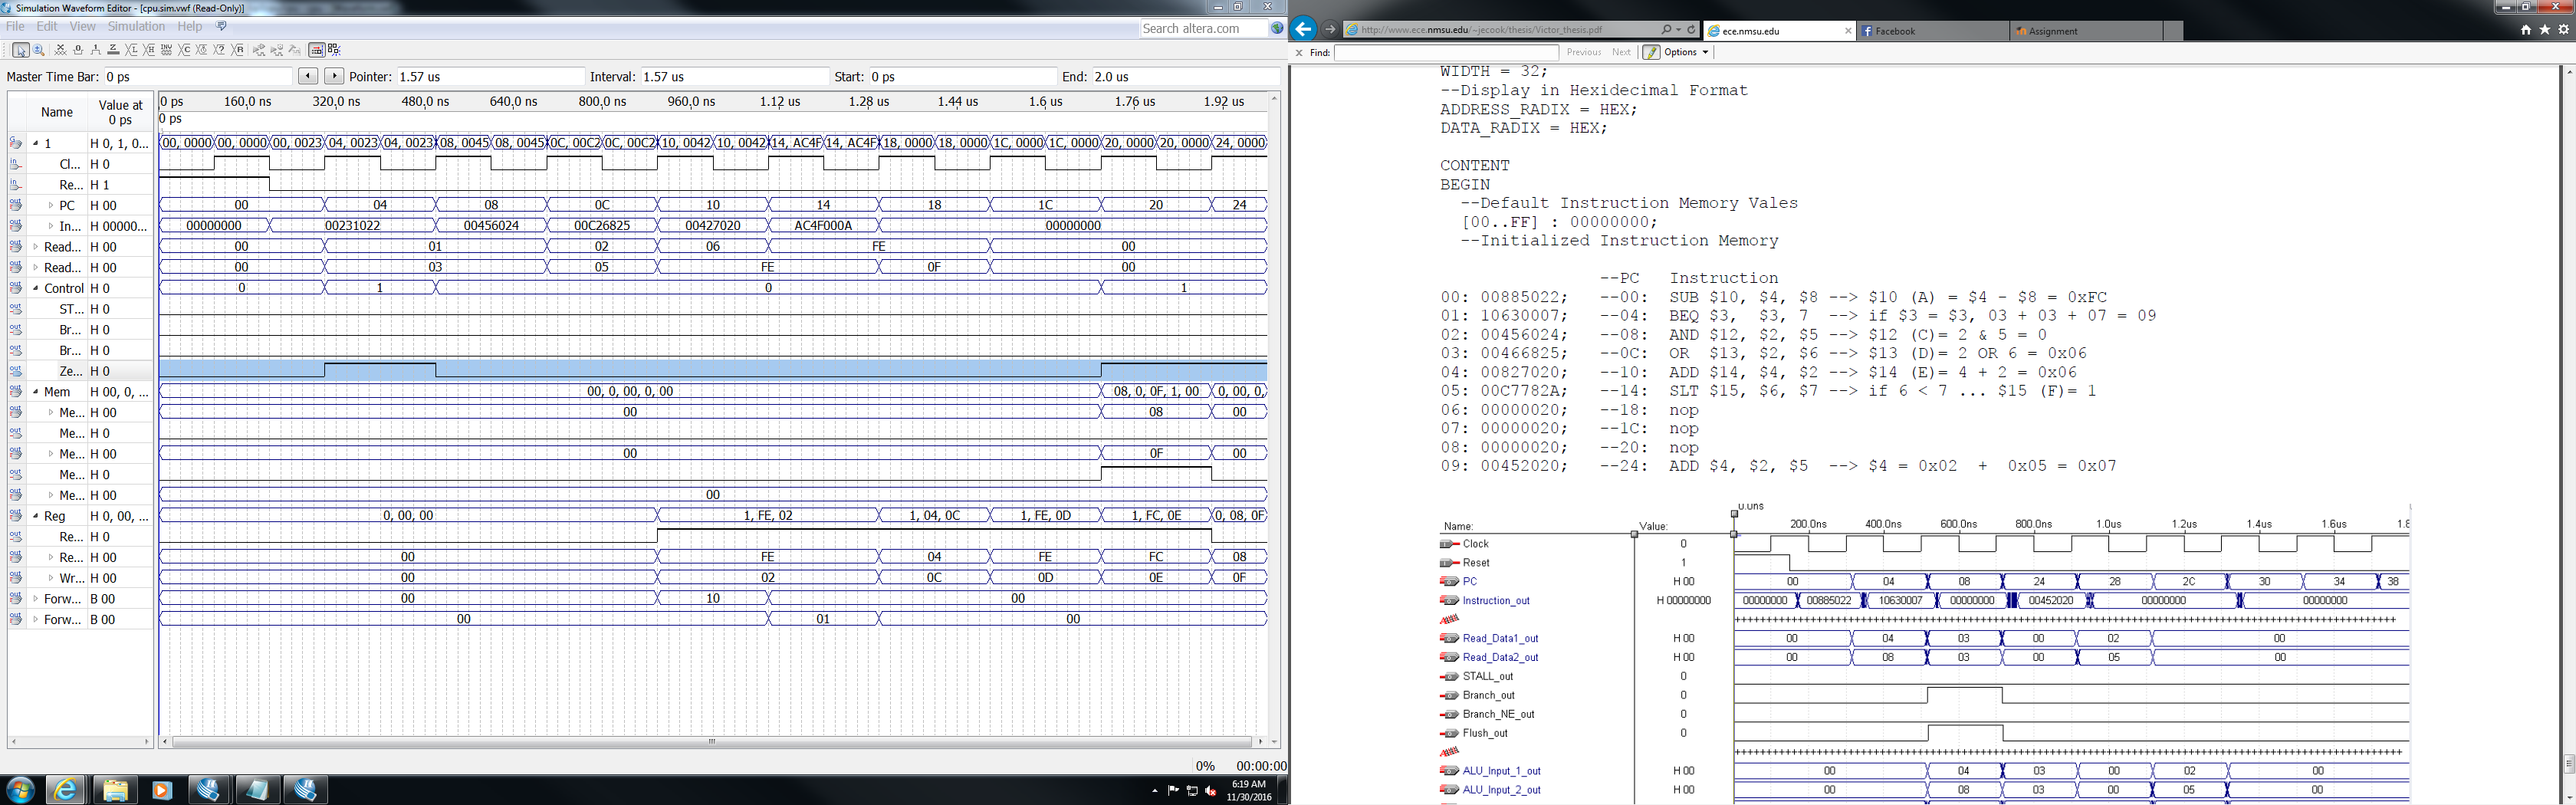 Simulation Waveform Editor - [cpu.sim.vwf (Read-Only)]
File Edit View Simulation Help
Search altera.com
Master Time Bar: 0 ps
Pointer: 1.57 us
Interval: 1.57 us
Start: 0 ps
End: 2.0 us
Name
Value at
0 ps
0 ps 160,0 ns 320,0 ns 480,0 ns 640,0 ns 800,0 ns 960,0 ns 1.12 us 1.28 us 1.44 us 1.6 us 1.76 us 1.92 us
0 ps
1 H 0, 1, 0... 00, 0000 00, 0000 00, 0023 04, 0023 04, 0023 08, 0045 08, 0045 0C, 00C2 0C, 00C2 10, 0042 10, 0042 14, AC4F 14, AC4F 18, 0000 18, 0000 1C, 0000 1C, 0000 20, 0000 20, 0000 24, 0000
Cl... H 0
Re... H 1
PC H 00 00 04 08 0C 10 14 18 1C 20 24
In... H 00000... 00000000 00231022 00456024 00C26825 00427020 AC4F000A 00000000
Read... H 00 00 01 02 06 FE 00
Read... H 00 00 03 05 FE 0F 00
Control H 0 0 1 0 1
ST... H 0
Br... H 0
Br... H 0
Ze... H 0
Mem H 00, 0, ... 00, 0, 00, 0, 00 08, 0, 0F, 1, 00 0, 00, 0,
Me... H 00 00 08 00
Me... H 0
Me... H 00 00 0F 00
Me... H 0
Me... H 00 00
Reg H 0, 00, ... 0, 00, 00 1, FE, 02 1, 04, 0C 1, FE, 0D 1, FC, 0E 0, 08, 0F
Re... H 0
Re... H 00 00 FE 04 FE FC 08
Wr... H 00 00 02 0C 0D 0E 0F
Forw... B 00 00 10 00
Forw... B 00 00 01 00
0% 00:00:00
6:19 AM
11/30/2016
http://www.ece.nmsu.edu/~jecook/thesis/Victor_thesis.pdf
ece.nmsu.edu
Facebook
Assignment
Find: Previous Next Options
WIDTH = 32;
--Display in Hexidecimal Format
ADDRESS_RADIX = HEX;
DATA_RADIX = HEX;
CONTENT
BEGIN
--Default Instruction Memory Vales
[00..FF] : 00000000;
--Initialized Instruction Memory
--PC Instruction
00: 00885022; --00: SUB $10, $4, $8 --> $10 (A) = $4 - $8 = 0xFC
01: 10630007; --04: BEQ $3, $3, 7 --> if $3 = $3, 03 + 03 + 07 = 09
02: 00456024; --08: AND $12, $2, $5 --> $12 (C)= 2 & 5 = 0
03: 00466825; --0C: OR $13, $2, $6 --> $13 (D)= 2 OR 6 = 0x06
04: 00827020; --10: ADD $14, $4, $2 --> $14 (E)= 4 + 2 = 0x06
05: 00C7782A; --14: SLT $15, $6, $7 --> if 6 < 7 ... $15 (F)= 1
06: 00000020; --18: nop
07: 00000020; --1C: nop
08: 00000020; --20: nop
09: 00452020; --24: ADD $4, $2, $5 --> $4 = 0x02 + 0x05 = 0x07
0.0ns
Name: Value: 200.0ns 400.0ns 600.0ns 800.0ns 1.0us 1.2us 1.4us 1.6us 1.8
Clock 0
Reset 1
PC H 00 00 04 08 24 28 2C 30 34 38
Instruction_out H 00000000 00000000 00885022 10630007 00000000 00452020 00000000 00000000
Read_Data1_out H 00 00 04 03 00 02 00
Read_Data2_out H 00 00 08 03 00 05 00
STALL_out 0
Branch_out 0
Branch_NE_out 0
Flush_out 0
ALU_Input_1_out H 00 00 04 03 00 02 00
ALU_Input_2_out H 00 00 08 03 00 05 00